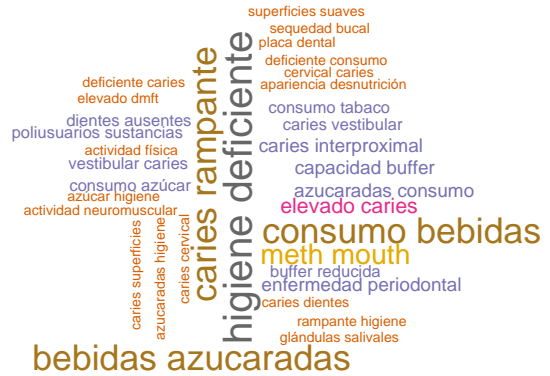 superficies suaves
sequedad bucal
placa dental
higiene deficiente
caries rampante
deficiente consumo
cervical caries
apariencia desnutrición
deficiente caries
elevado dmft
consumo tabaco
dientes ausentes
caries vestibular
poliusuarios sustancias
caries interproximal
actividad física
vestibular caries
capacidad buffer
consumo azúcar
azucaradas consumo
azúcar higiene
elevado caries
actividad neuromuscular
caries superficies
azucaradas higiene
caries cervical
consumo bebidas
meth mouth
buffer reducida
enfermedad periodontal
caries dientes
rampante higiene
glándulas salivales
bebidas azucaradas